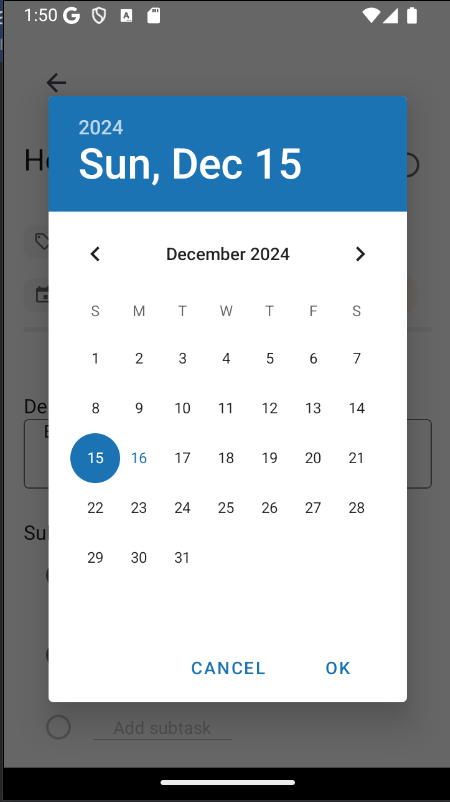 1:50
2024
Sun, Dec 15
December 2024
S M T W T F S
1 2 3 4 5 6 7
8 9 10 11 12 13 14
15 16 17 18 19 20 21
22 23 24 25 26 27 28
29 30 31
CANCEL OK
Add subtask